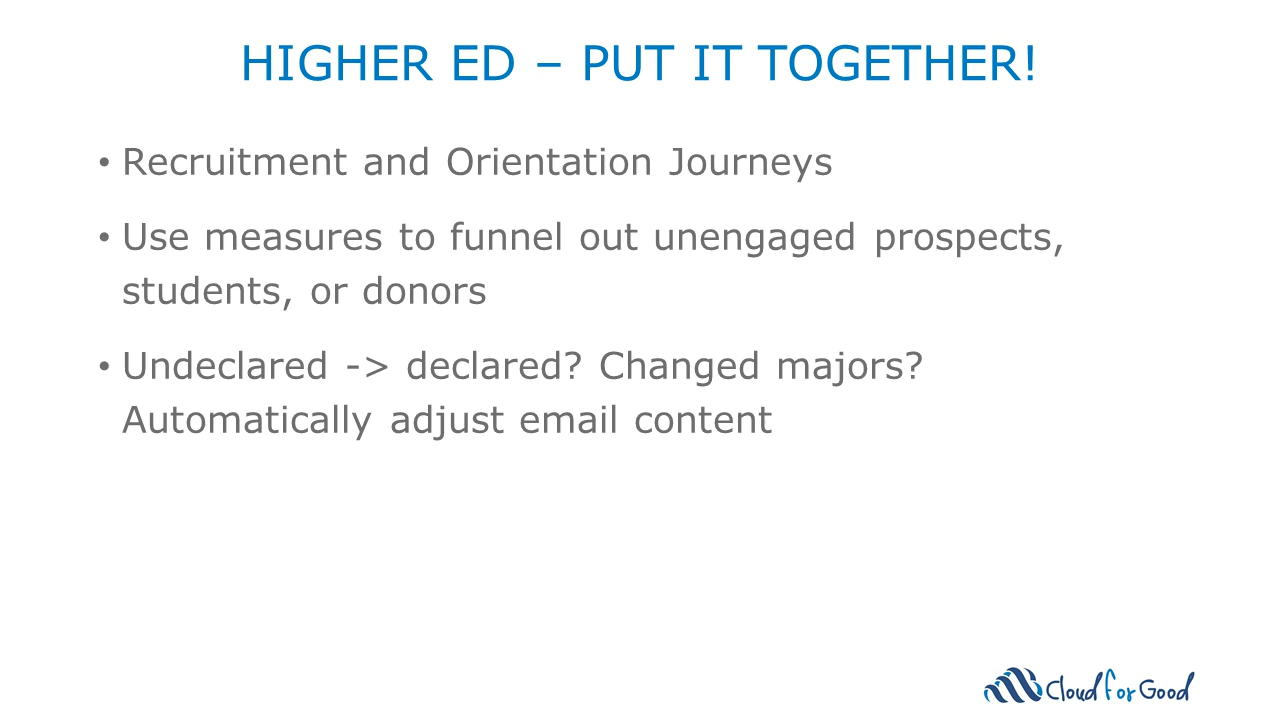 HIGHER ED – PUT IT TOGETHER!
• Recruitment and Orientation Journeys
• Use measures to funnel out unengaged prospects,
students, or donors
• Undeclared -> declared? Changed majors?
Automatically adjust email content
Cloud for Good